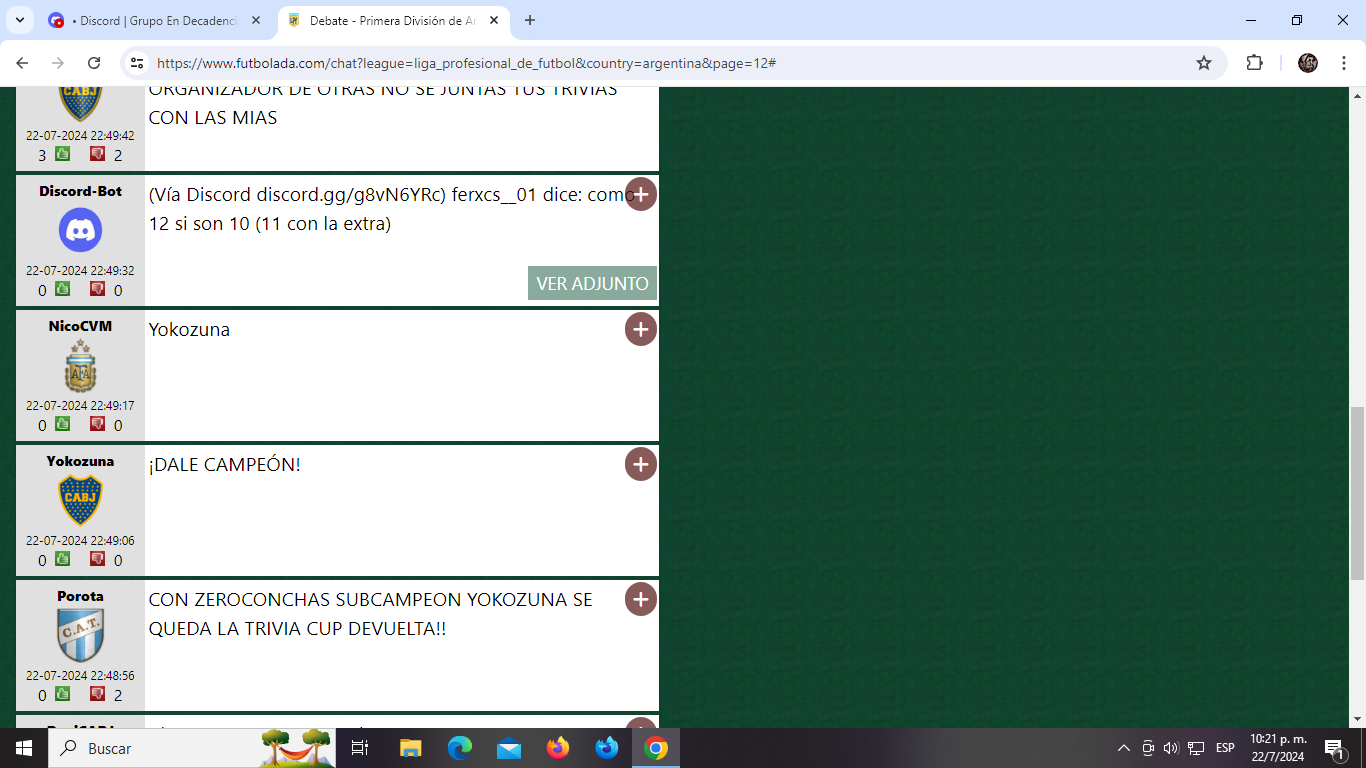 • Discord | Grupo En Decadenci
Debate - Primera División de Ar
https://www.futbolada.com/chat?league=liga_profesional_de_futbol&country=argentina&page=12#
CABJ
22-07-2024 22:49:42
3 2
ORGANIZADOR DE OTRAS NO SE JUNTAS TUS TRIVIAS
CON LAS MIAS
Discord-Bot
22-07-2024 22:49:32
0 0
(Vía Discord discord.gg/g8vN6YRc) ferxcs__01 dice: como
12 si son 10 (11 con la extra)
VER ADJUNTO
NicoCVM
AFA
22-07-2024 22:49:17
0 0
Yokozuna
Yokozuna
CABJ
22-07-2024 22:49:06
0 0
¡DALE CAMPEÓN!
Porota
C.A.T.
22-07-2024 22:48:56
0 2
CON ZEROCONCHAS SUBCAMPEON YOKOZUNA SE
QUEDA LA TRIVIA CUP DEVUELTA!!
Buscar
ESP
10:21 p. m.
22/7/2024
1